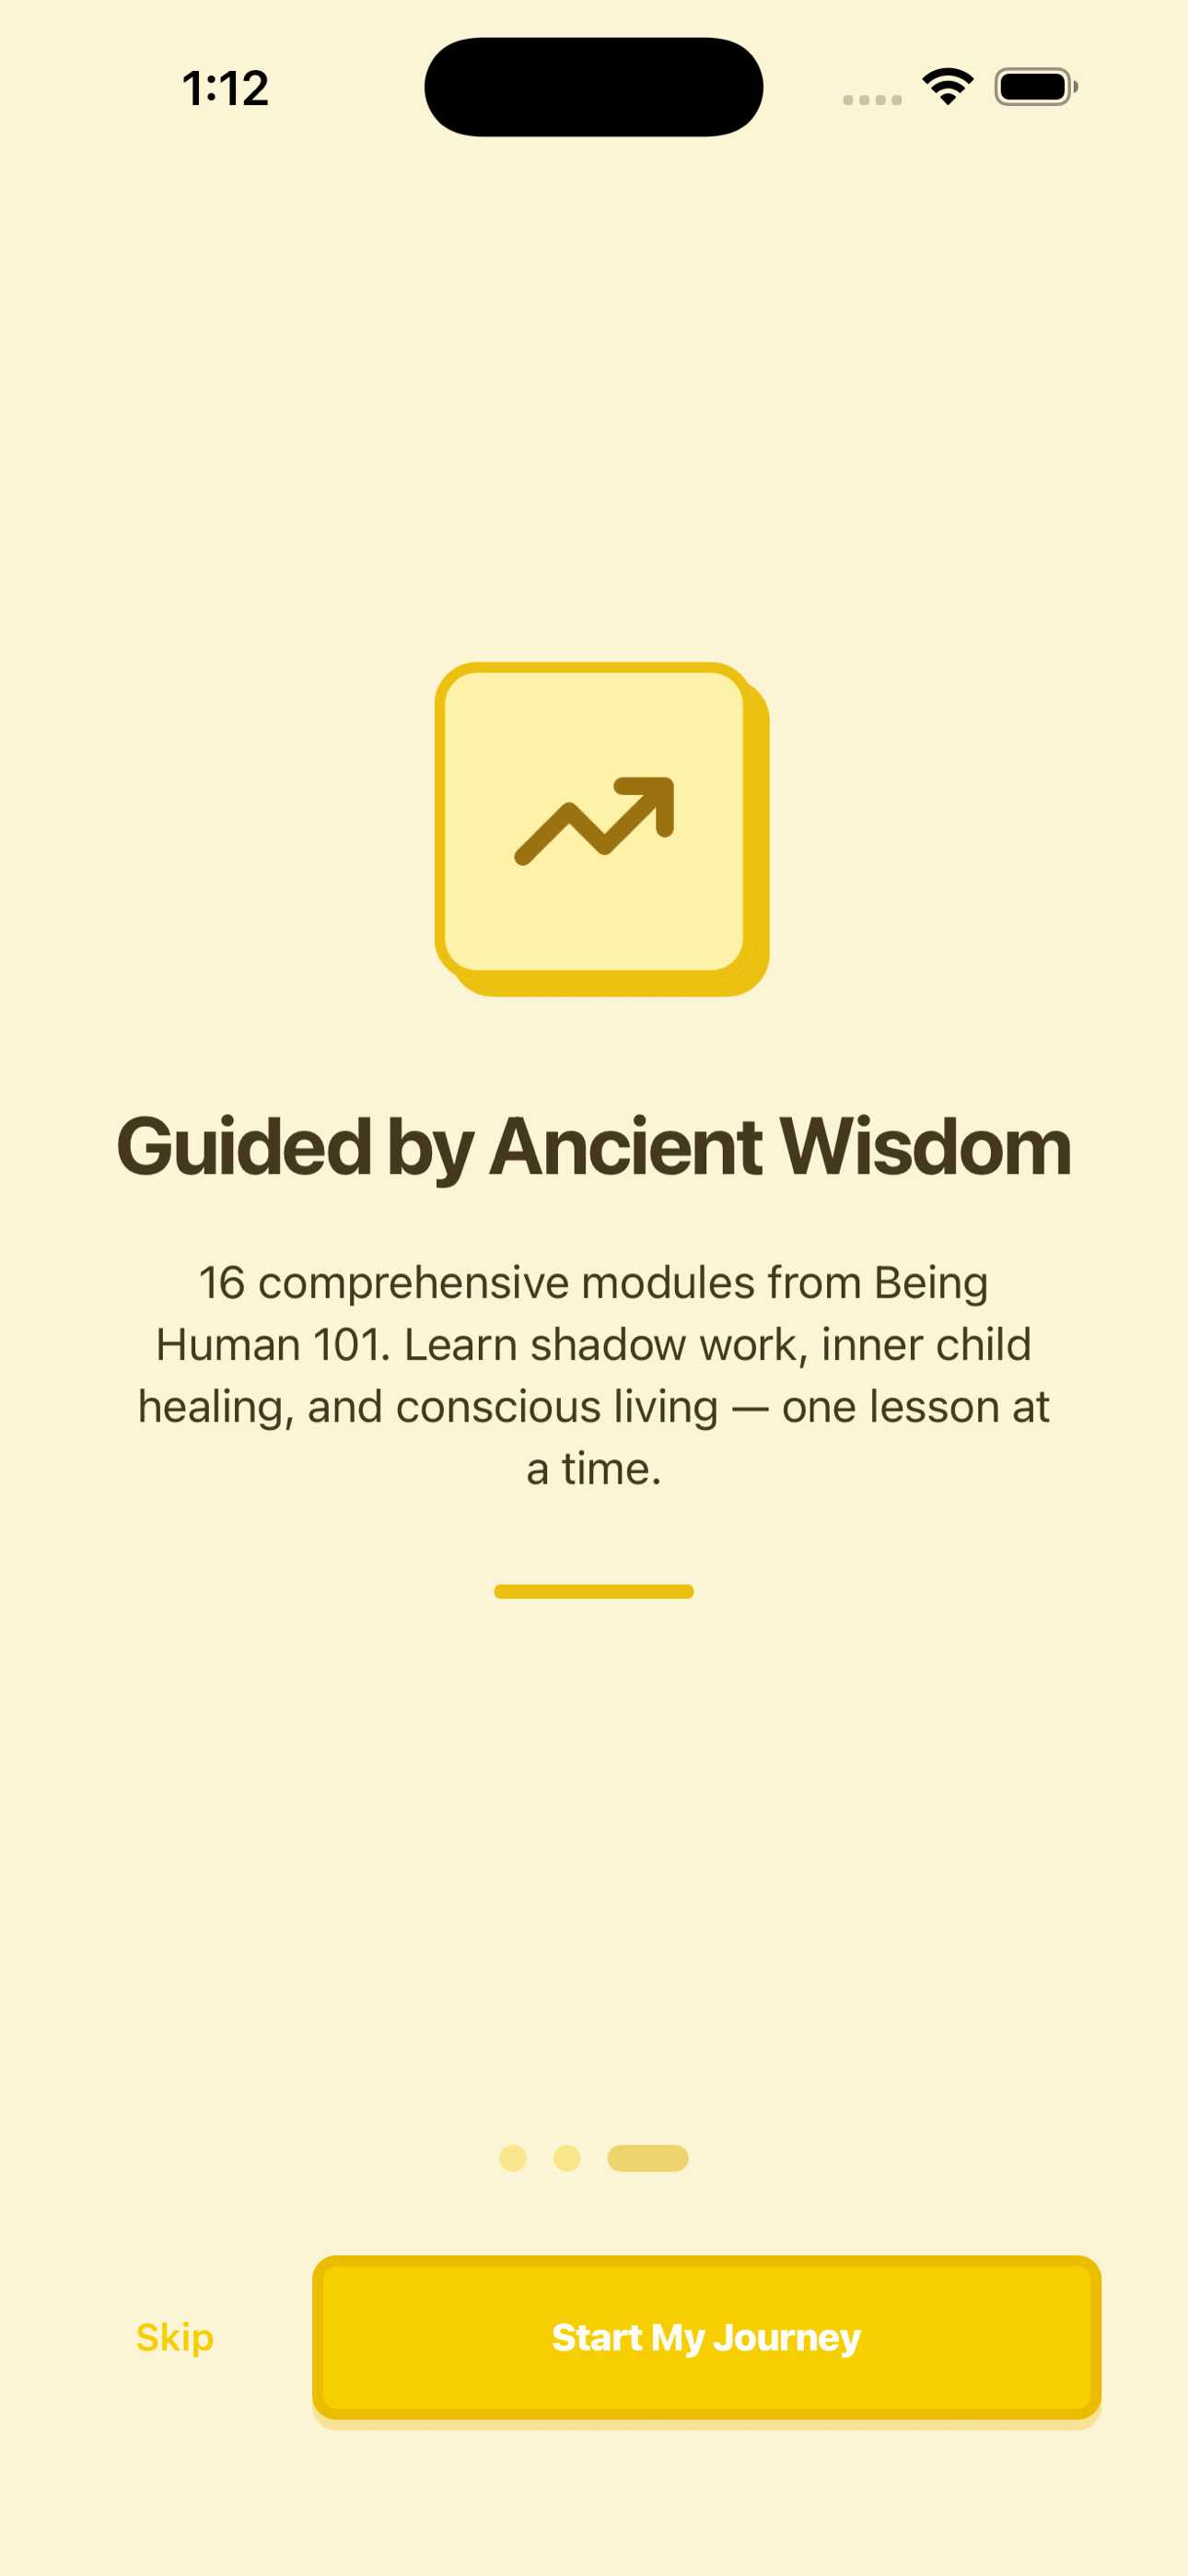 1:12
Guided by Ancient Wisdom
16 comprehensive modules from Being
Human 101. Learn shadow work, inner child
healing, and conscious living — one lesson at
a time.
Skip
Start My Journey